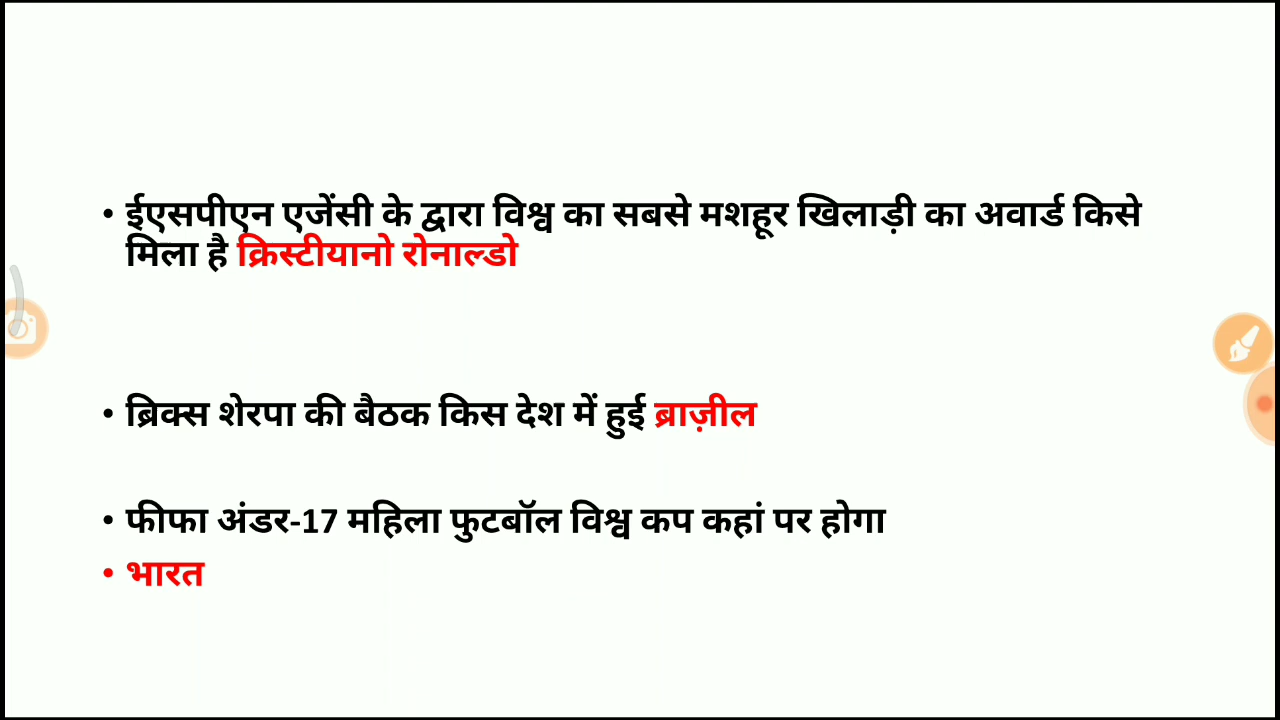 • ईएसपीएन एजेंसी के द्वारा विश्व का सबसे मशहूर खिलाड़ी का अवार्ड किसे
मिला है क्रिस्टीयानो रोनाल्डो
• ब्रिक्स शेरपा की बैठक किस देश में हुई ब्राज़ील
• फीफा अंडर-17 महिला फुटबॉल विश्व कप कहां पर होगा
• भारत